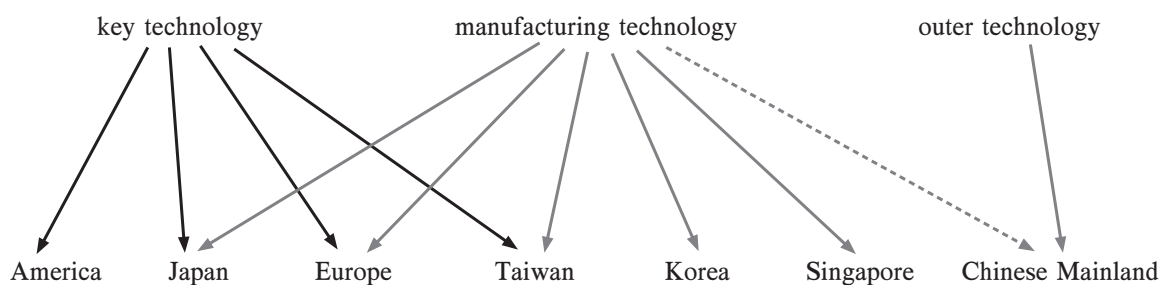 key technology manufacturing technology outer technology
America Japan Europe Taiwan Korea Singapore Chinese Mainland